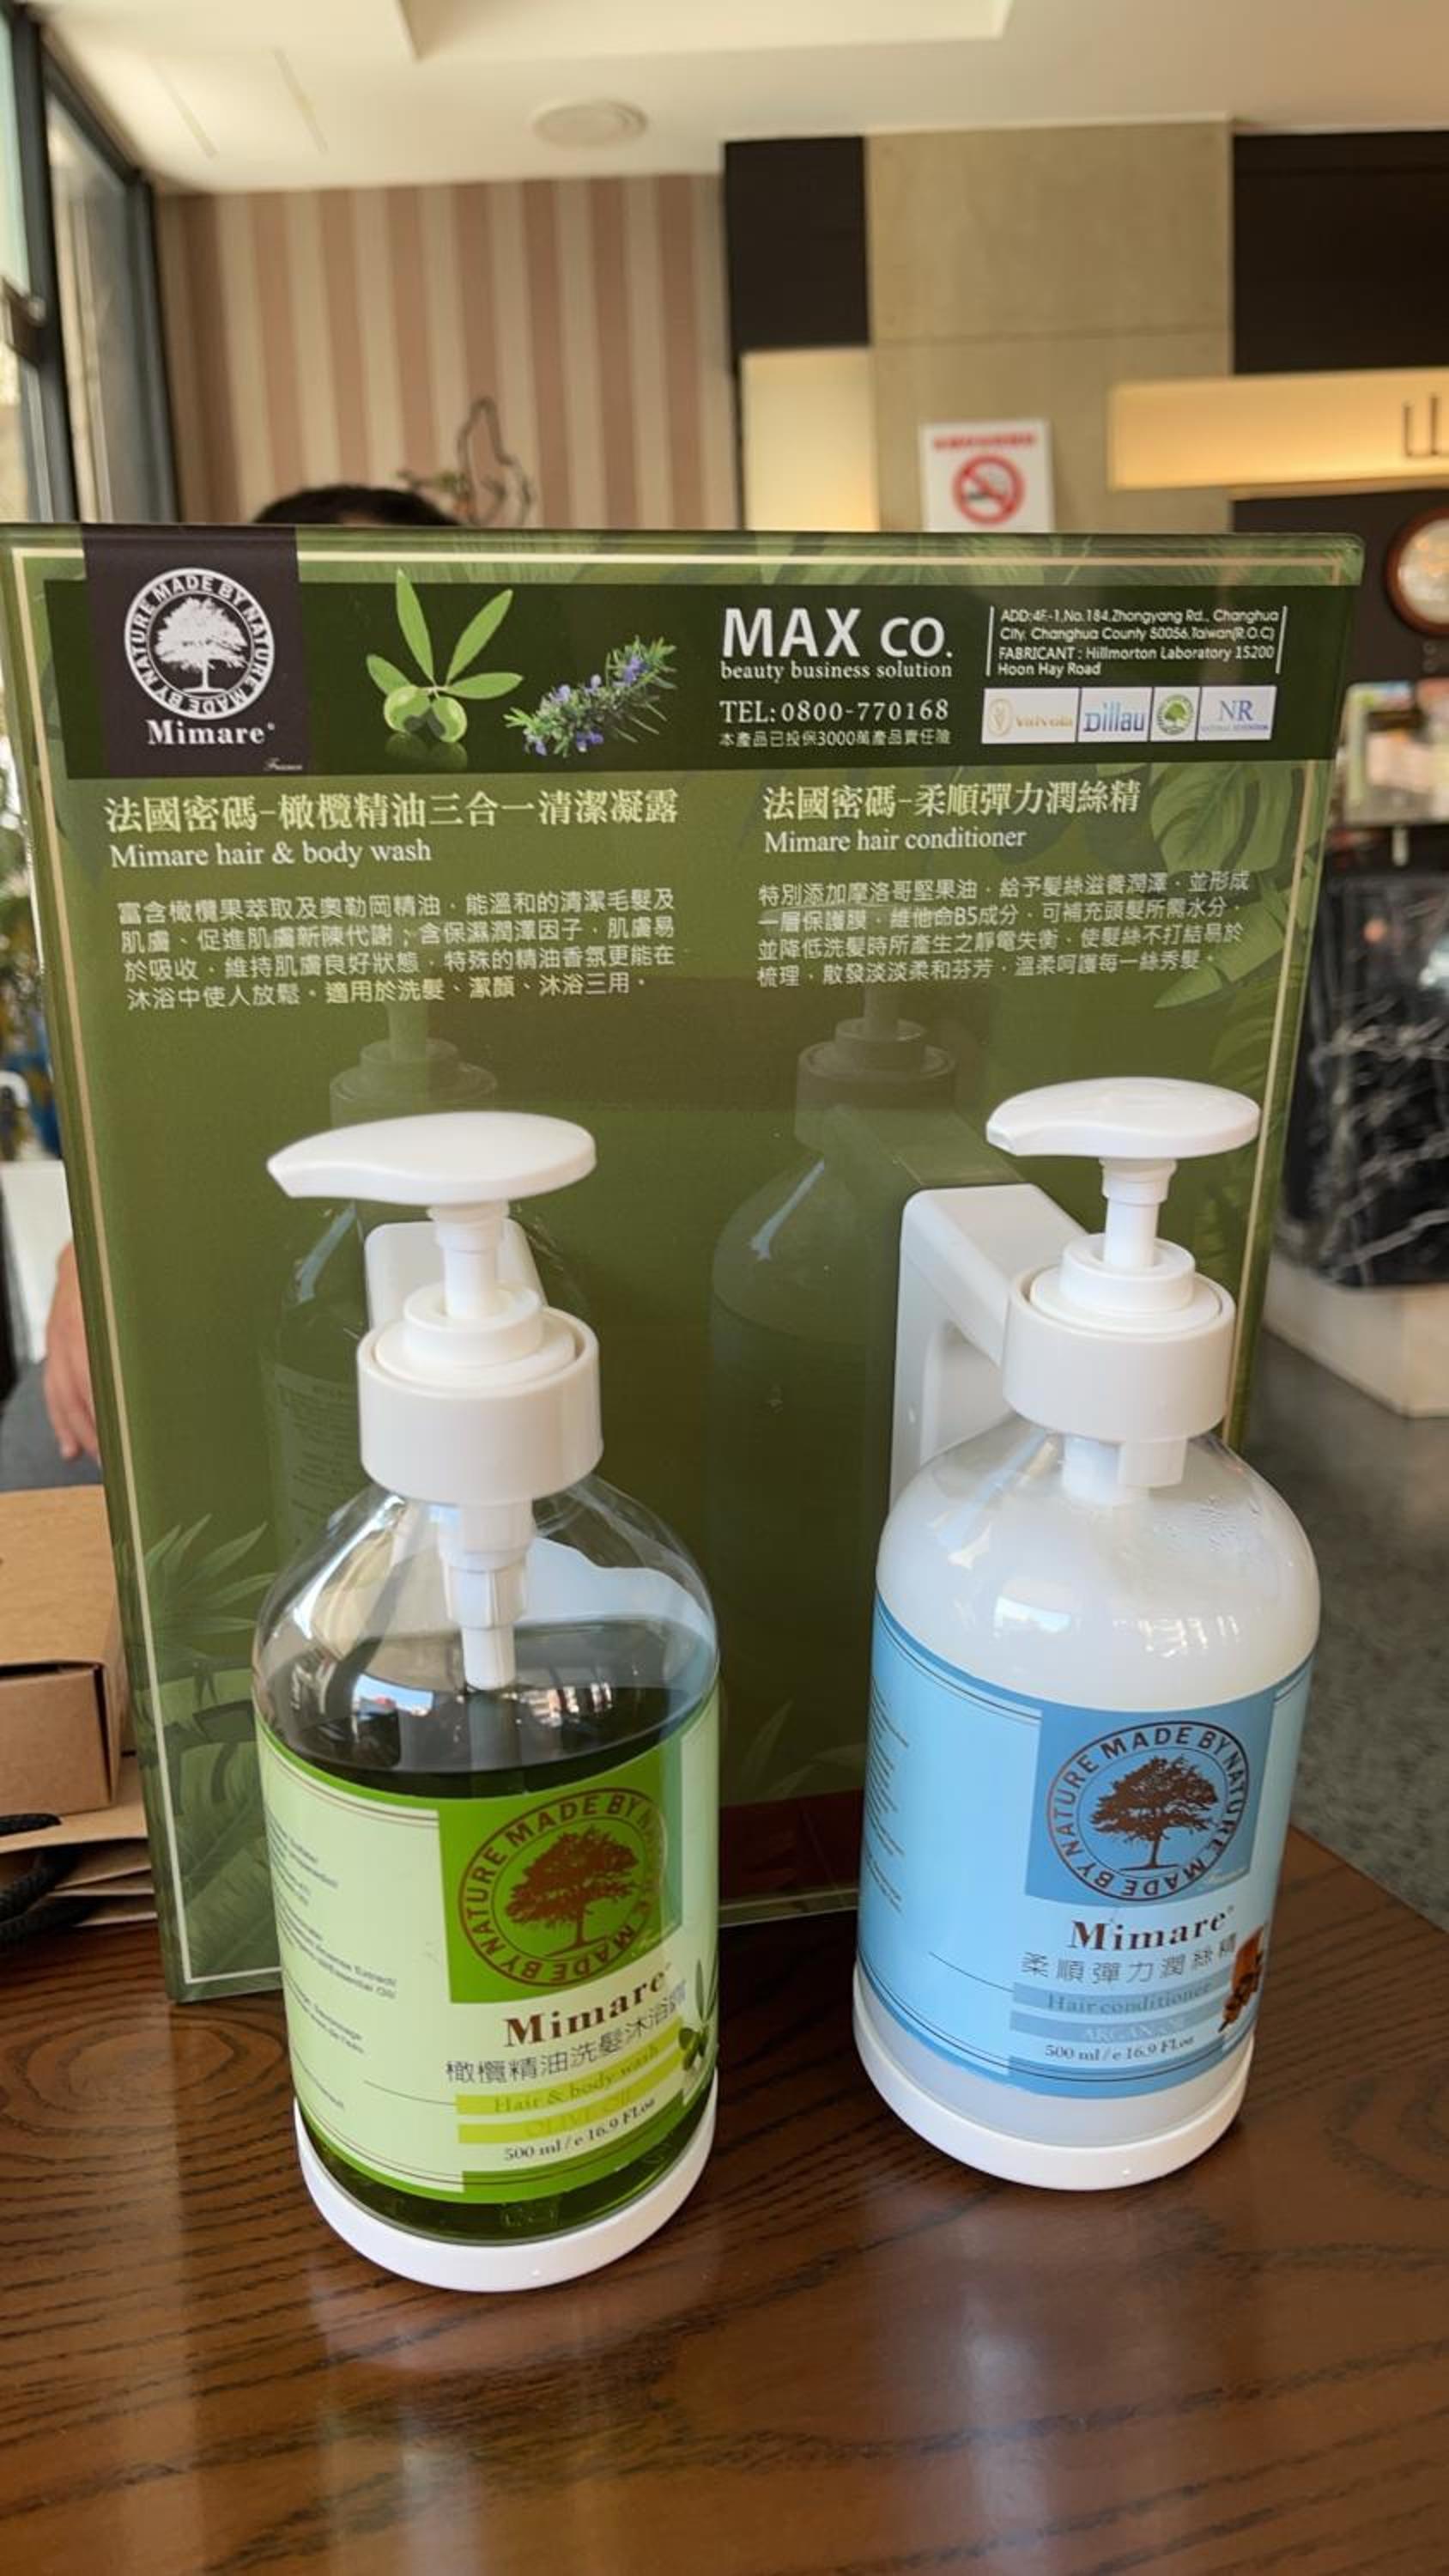 山
MADE BY NATURE MADE BY NATURE
Mimare®
France
MAX CO.
beauty business solution
TEL:0800-770168
本產品已投保3000萬產品責任險
ADD:4F.-1,No.184,Zhongyang Rd., Changhua
City, Changhua County 50056,Taiwan(R.O.C)
FABRICANT : Hillmorton Laboratory 15200
Hoon Hay Road
Dillau
NR
法國密碼-橄欖精油三合一清潔凝露
Mimare hair & body wash
富含橄欖果萃取及奧勒岡精油，能溫和的清潔毛髮及
肌膚、促進肌膚新陳代謝；含保濕潤澤因子，肌膚易
於吸收，維持肌膚良好狀態，特殊的精油香氛更能在
沐浴中使人放鬆。適用於洗髮、潔顏、沐浴三用。
法國密碼-柔順彈力潤絲精
Mimare hair conditioner
特別添加摩洛哥堅果油，給予髮絲滋養潤澤，並形成
一層保護膜，維他命B5成分，可補充頭髮所需水分，
並降低洗髮時所產生之靜電失衡，使髮絲不打結易於
梳理，散發淡淡柔和芬芳，溫柔呵護每一絲秀髮。
NATURE MADE BY NATURE MADE BY
Mimare®
橄欖精油洗髮沐浴
Hair & body wash
OLIVE OIL
500 ml / e 16.9 Fl.oz
NATURE MADE BY NATURE MADE BY
Mimare®
柔順彈力潤絲精
Hair conditioner
ARGAN OIL
500 ml / e 16.9 Fl.oz